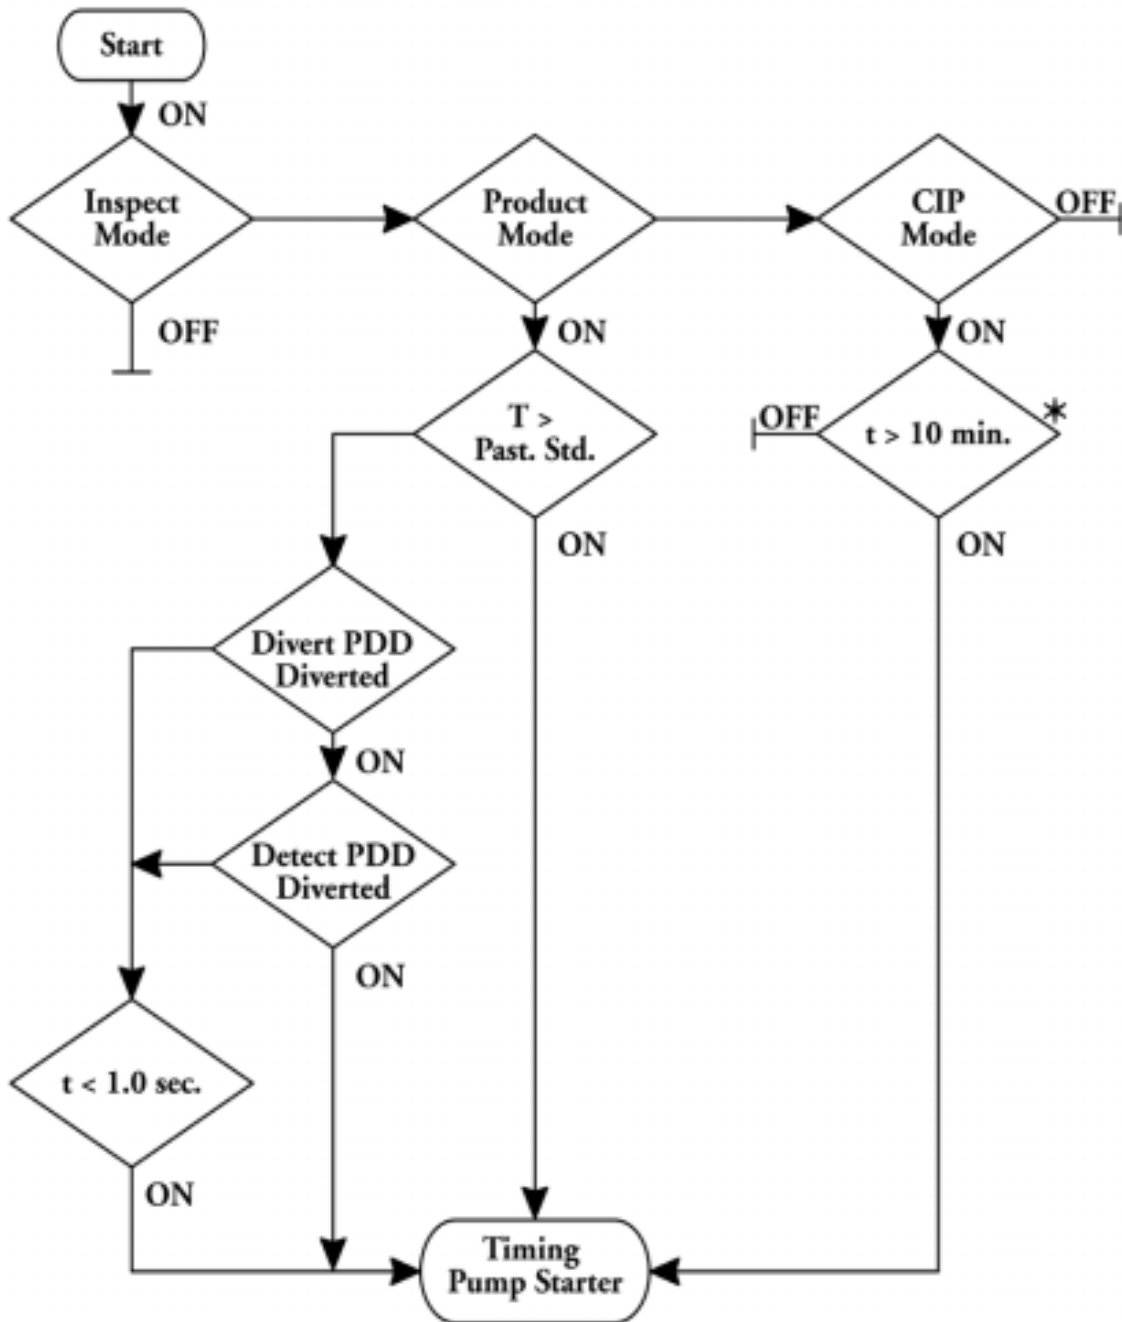 Start
ON
Inspect
Mode
Product
Mode
CIP
Mode
OFF
OFF
ON
ON
T >
Past. Std.
OFF
t > 10 min.
*
ON
ON
Divert PDD
Diverted
ON
Detect PDD
Diverted
ON
t < 1.0 sec.
ON
Timing
Pump Starter